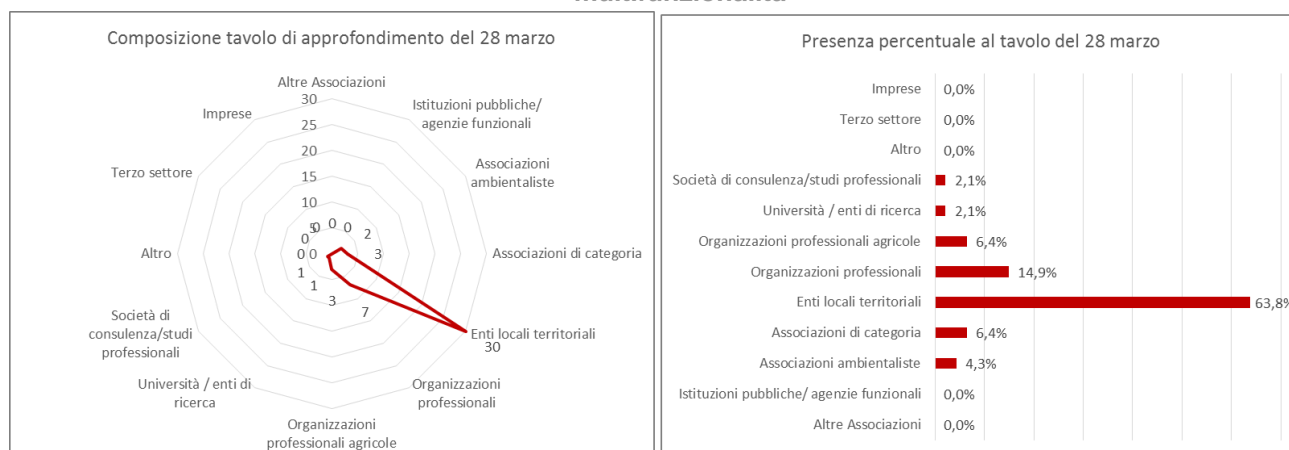 Composizione tavolo di approfondimento del 28 marzo
Altre Associazioni
Istituzioni pubbliche/
agenzie funzionali
Associazioni
ambientaliste
Associazioni di categoria
Enti locali territoriali
Organizzazioni
professionali
Organizzazioni
professionali agricole
Università / enti di
ricerca
Società di
consulenza/studi
professionali
Altro
Terzo settore
Imprese
30
25
20
15
10
5
0
0
0
2
3
30
7
3
1
1
0
0
0
Presenza percentuale al tavolo del 28 marzo
Imprese 0,0%
Terzo settore 0,0%
Altro 0,0%
Società di consulenza/studi professionali 2,1%
Università / enti di ricerca 2,1%
Organizzazioni professionali agricole 6,4%
Organizzazioni professionali 14,9%
Enti locali territoriali 63,8%
Associazioni di categoria 6,4%
Associazioni ambientaliste 4,3%
Istituzioni pubbliche/ agenzie funzionali 0,0%
Altre Associazioni 0,0%